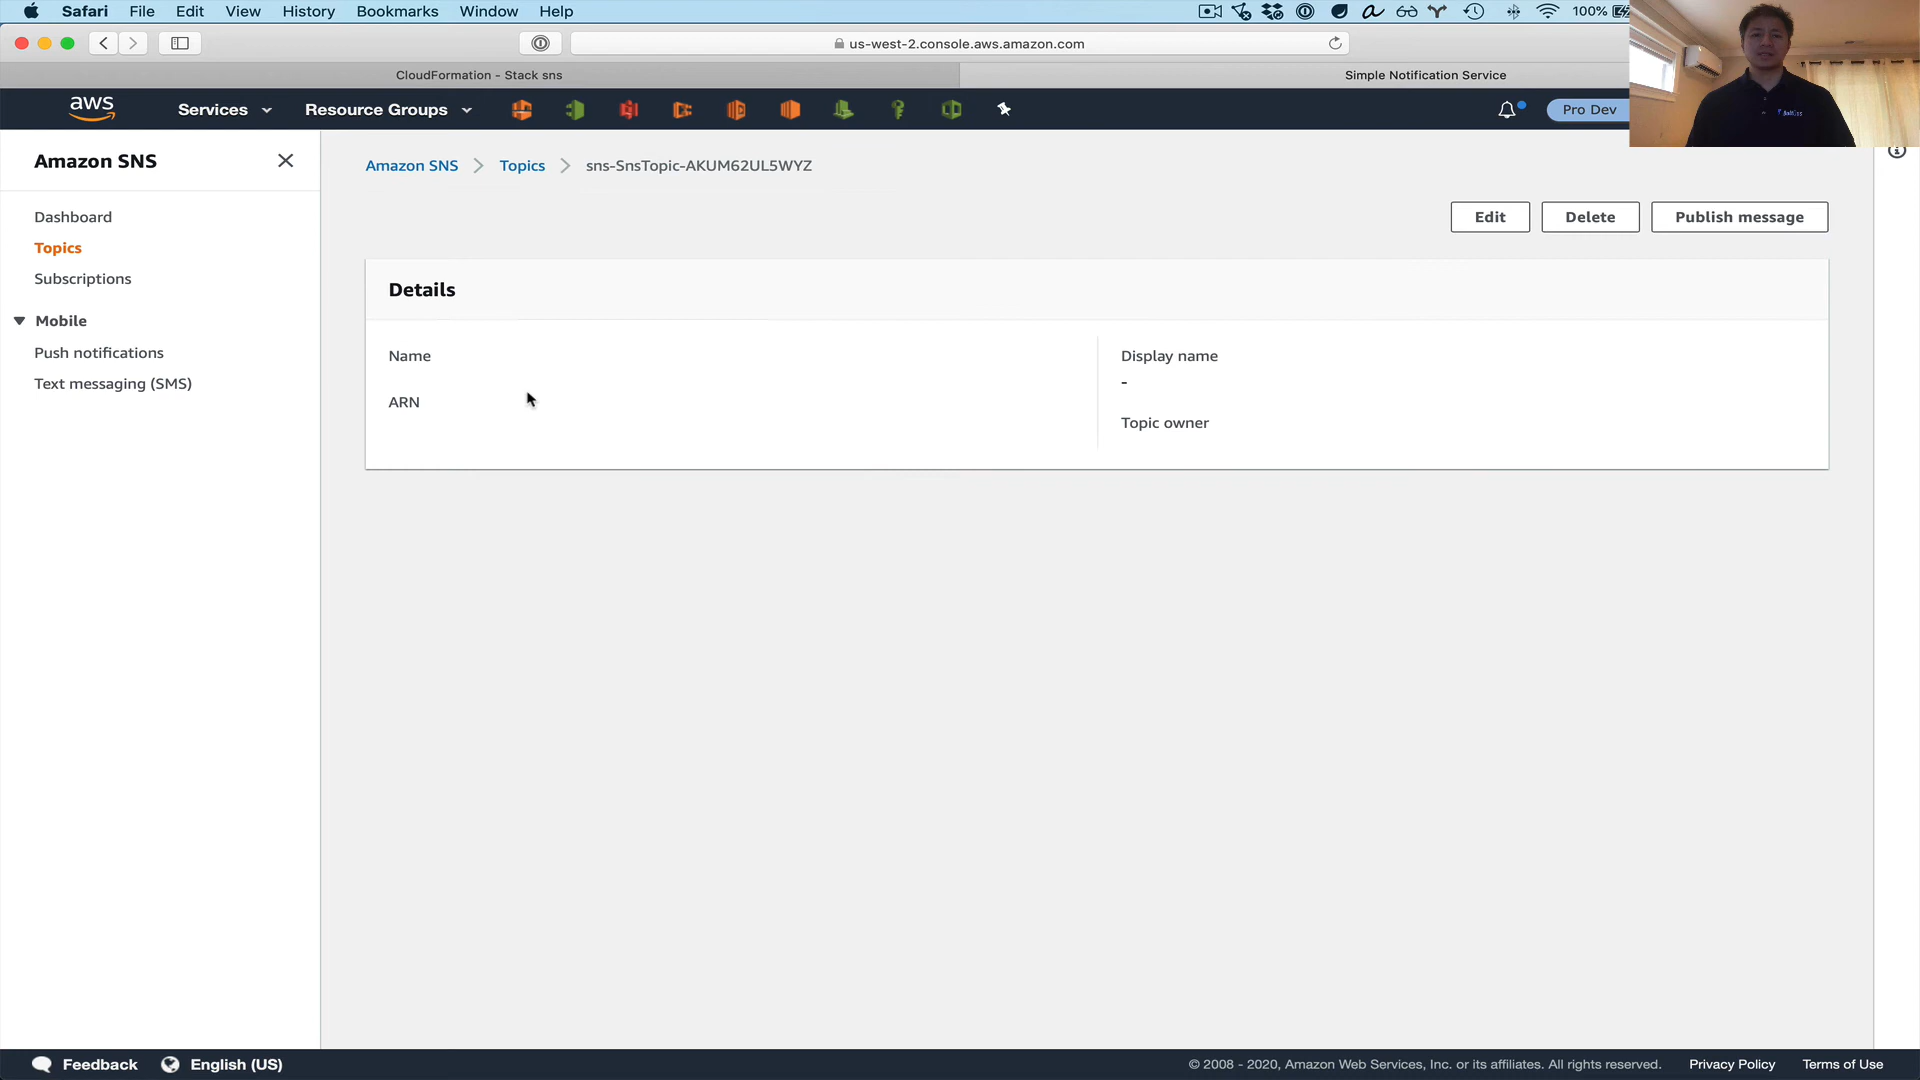 Safari File Edit View History Bookmarks Window Help 100%
us-west-2.console.aws.amazon.com
CloudFormation - Stack sns Simple Notification Service
aws Services Resource Groups Pro Dev
Amazon SNS
Dashboard
Topics
Subscriptions
Mobile
Push notifications
Text messaging (SMS)
Amazon SNS > Topics > sns-SnsTopic-AKUM62UL5WYZ
Edit Delete Publish message
Details
Name
ARN
Display name
-
Topic owner
Feedback English (US) © 2008 - 2020, Amazon Web Services, Inc. or its affiliates. All rights reserved. Privacy Policy Terms of Use